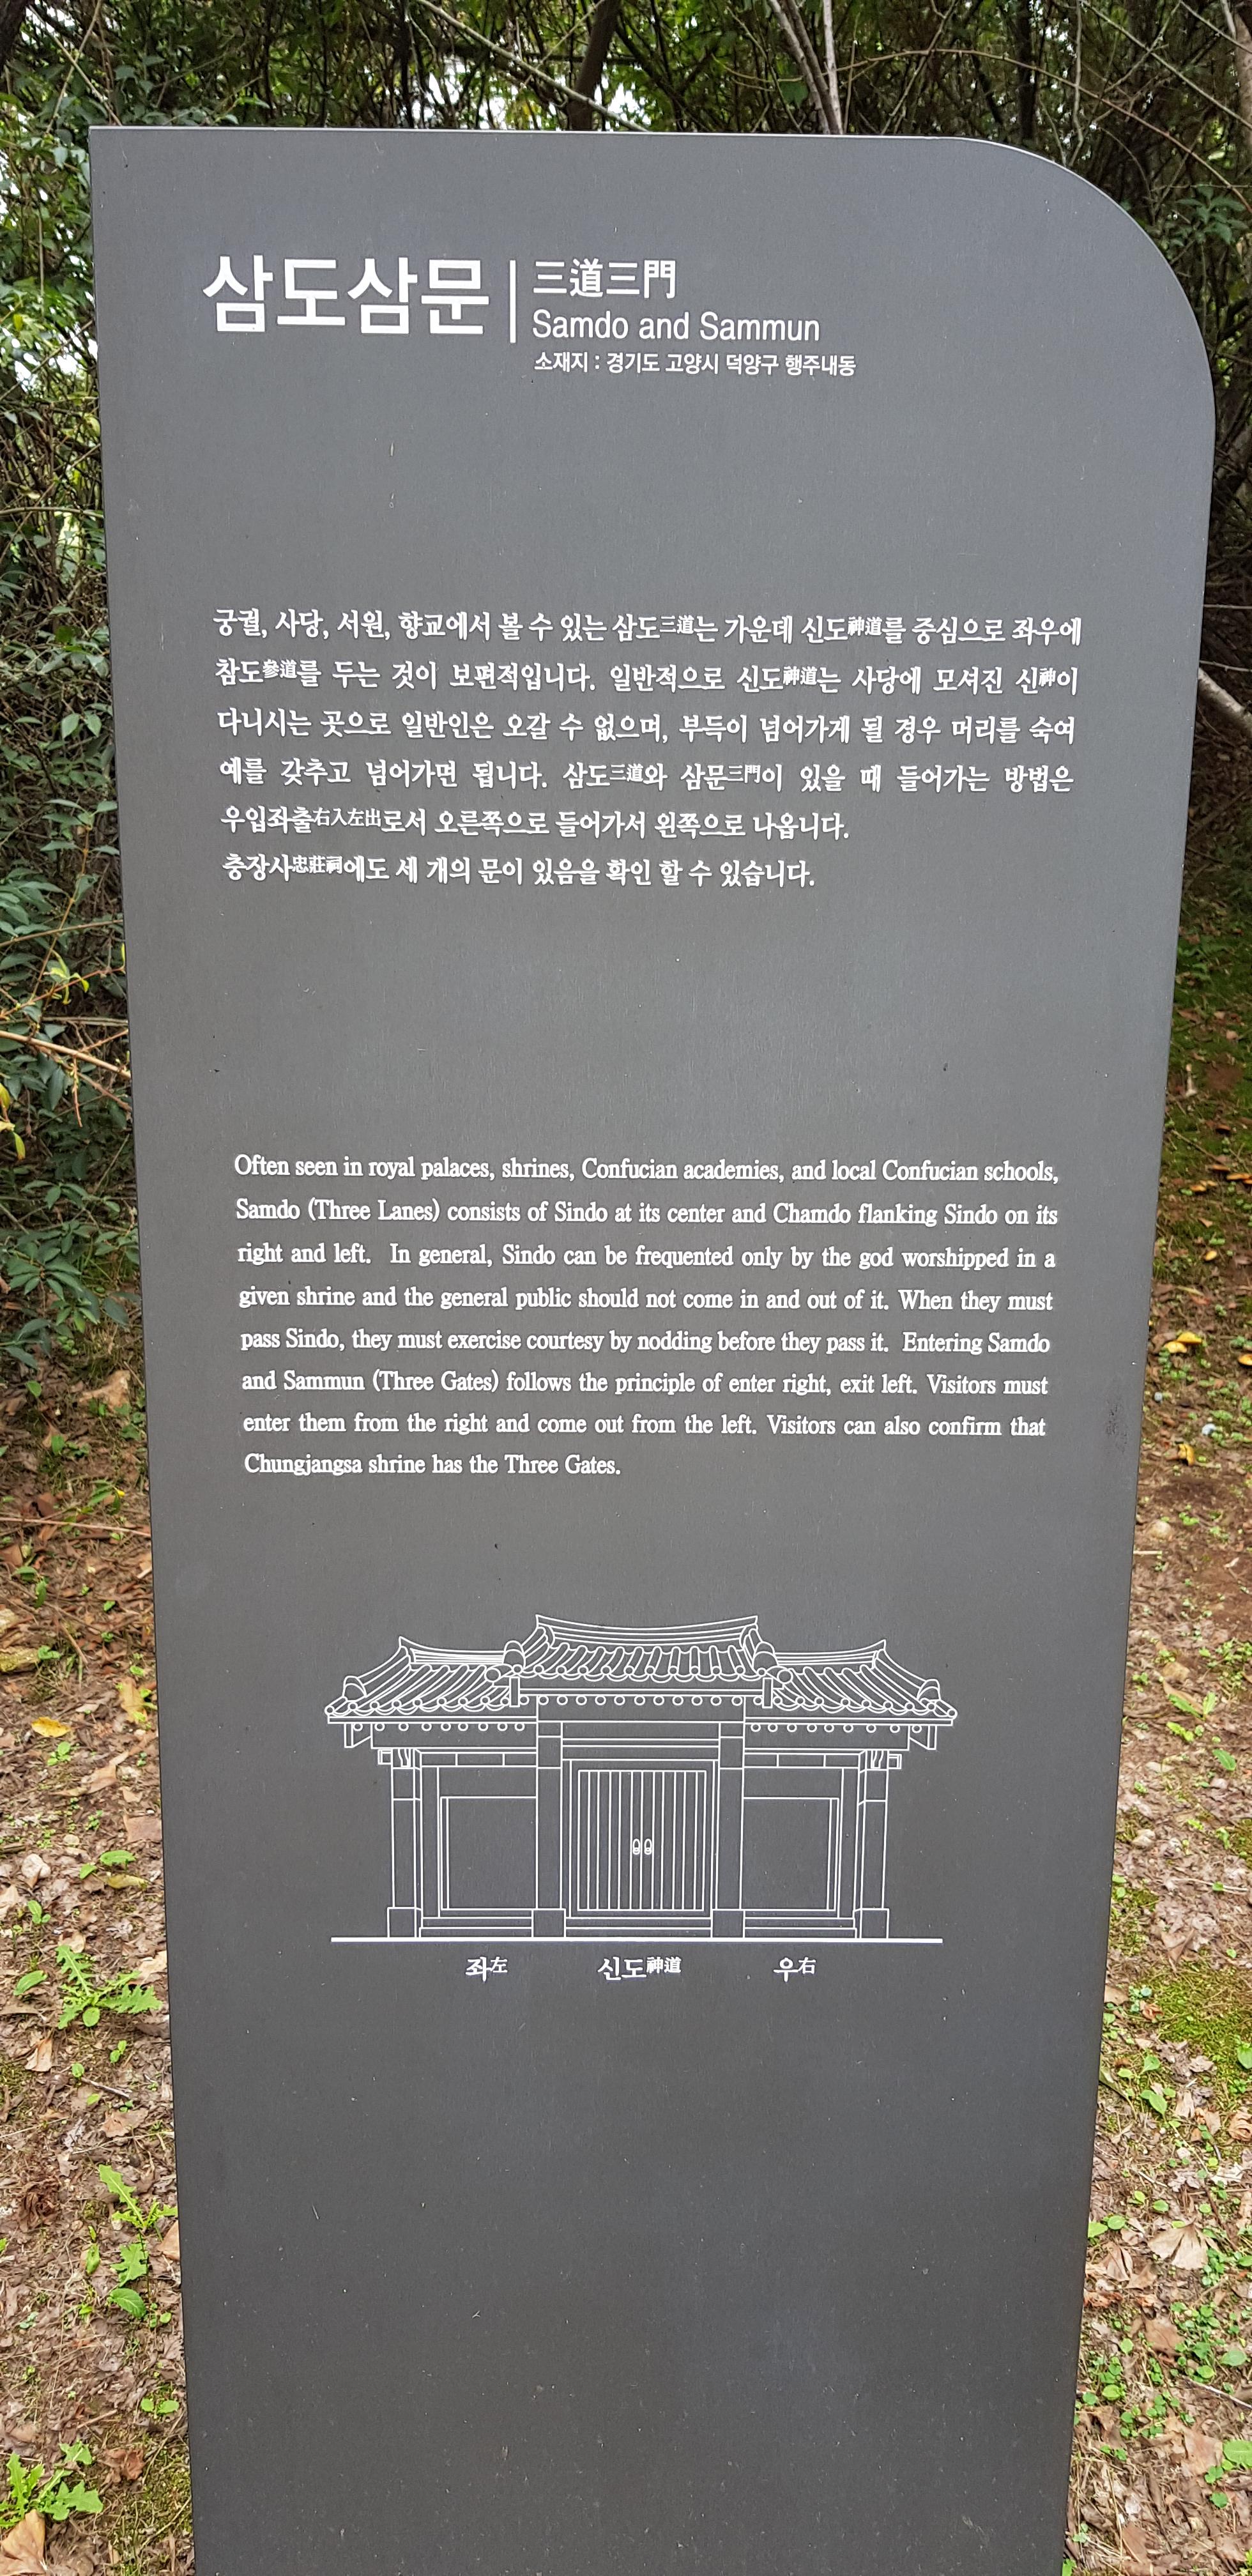 삼도삼문
三道三門
Samdo and Sammun
소재지 : 경기도 고양시 덕양구 행주내동
궁궐, 사당, 서원, 향교에서 볼 수 있는 삼도三道는 가운데 신도神道를 중심으로 좌우에
참도參道를 두는 것이 보편적입니다. 일반적으로 신도神道는 사당에 모셔진 신神이
다니시는 곳으로 일반인은 오갈 수 없으며, 부득이 넘어가게 될 경우 머리를 숙여
예를 갖추고 넘어가면 됩니다. 삼도三道와 삼문三門이 있을 때 들어가는 방법은
우입좌출右入左出로서 오른쪽으로 들어가서 왼쪽으로 나옵니다.
충장사忠莊祠에도 세 개의 문이 있음을 확인 할 수 있습니다.
Often seen in royal palaces, shrines, Confucian academies, and local Confucian schools,
Samdo (Three Lanes) consists of Sindo at its center and Chamdo flanking Sindo on its
right and left. In general, Sindo can be frequented only by the god worshipped in a
given shrine and the general public should not come in and out of it. When they must
pass Sindo, they must exercise courtesy by nodding before they pass it. Entering Samdo
and Sammun (Three Gates) follows the principle of enter right, exit left. Visitors must
enter them from the right and come out from the left. Visitors can also confirm that
Chungjangsa shrine has the Three Gates.
좌左 신도神道 우右